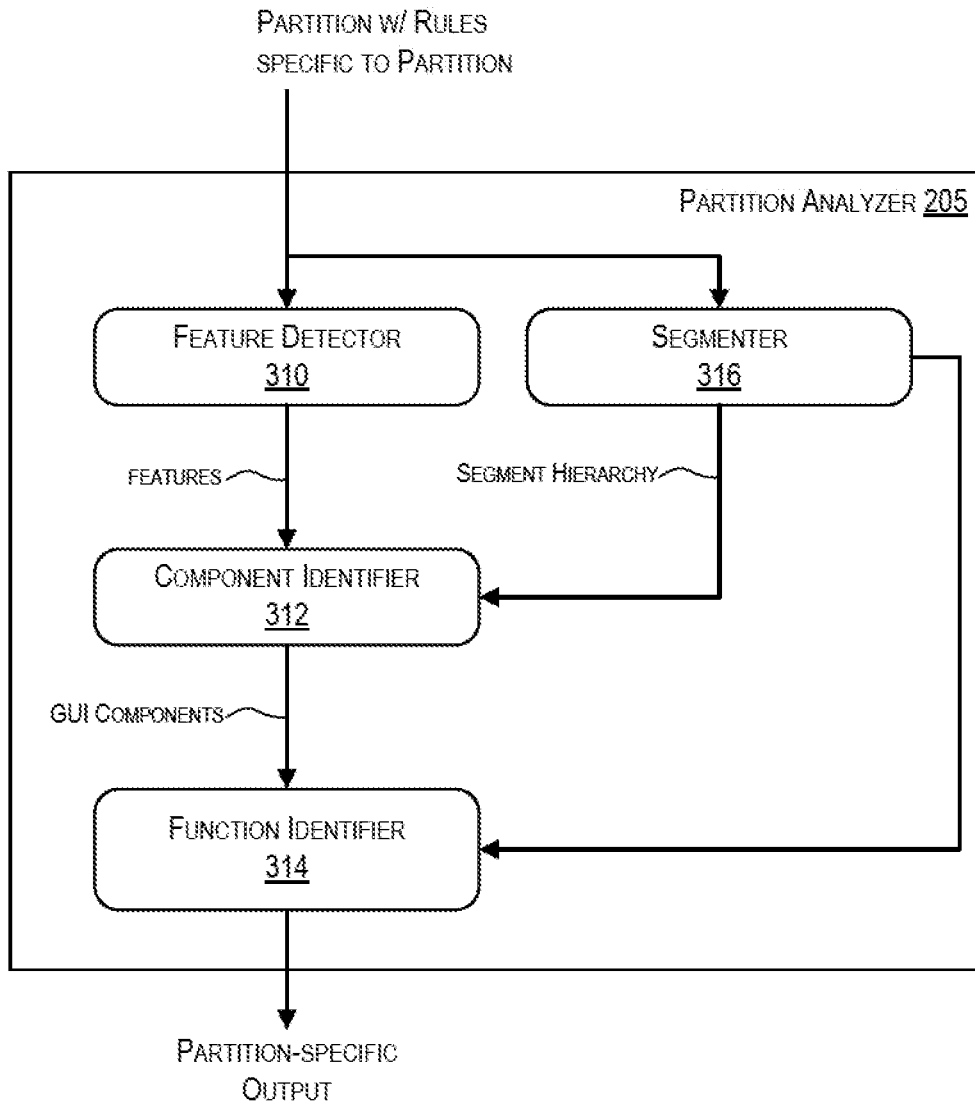 PARTITION W/ RULES
SPECIFIC TO PARTITION
PARTITION ANALYZER 205
FEATURE DETECTOR
310
SEGMENTER
316
FEATURES
SEGMENT HIERARCHY
COMPONENT IDENTIFIER
312
GUI COMPONENTS
FUNCTION IDENTIFIER
314
PARTITION-SPECIFIC
OUTPUT